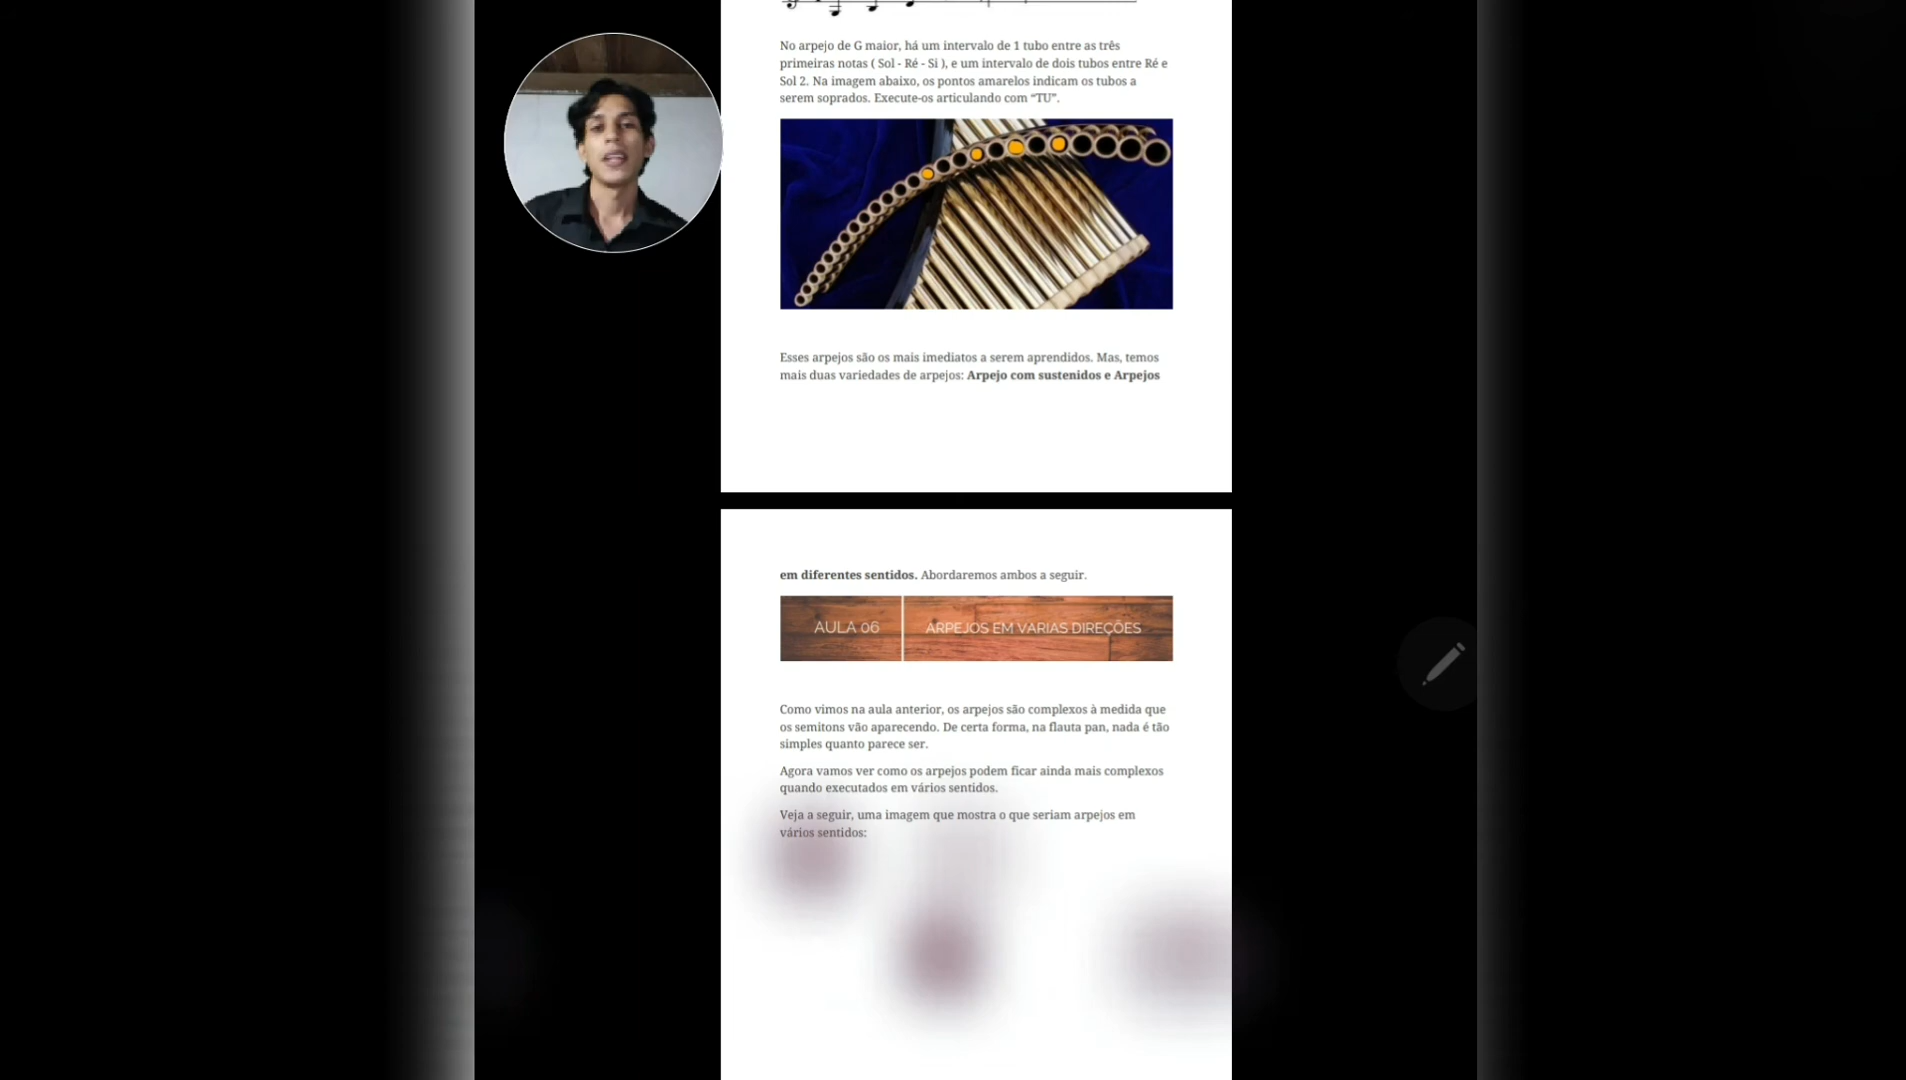 No arpejo de G maior, há um intervalo de 1 tubo entre as três
primeiras notas ( Sol - Ré - Si ), e um intervalo de dois tubos entre Ré e
Sol 2. Na imagem abaixo, os pontos amarelos indicam os tubos a
serem soprados. Execute-os articulando com “TU”.
Esses arpejos são os mais imediatos a serem aprendidos. Mas, temos
mais duas variedades de arpejos: Arpejo com sustenidos e Arpejos
em diferentes sentidos. Abordaremos ambos a seguir.
AULA 06
ARPEJOS EM VARIAS DIREÇÕES
Como vimos na aula anterior, os arpejos são complexos à medida que
os semitons vão aparecendo. De certa forma, na flauta pan, nada é tão
simples quanto parece ser.
Agora vamos ver como os arpejos podem ficar ainda mais complexos
quando executados em vários sentidos.
Veja a seguir, uma imagem que mostra o que seriam arpejos em
vários sentidos: